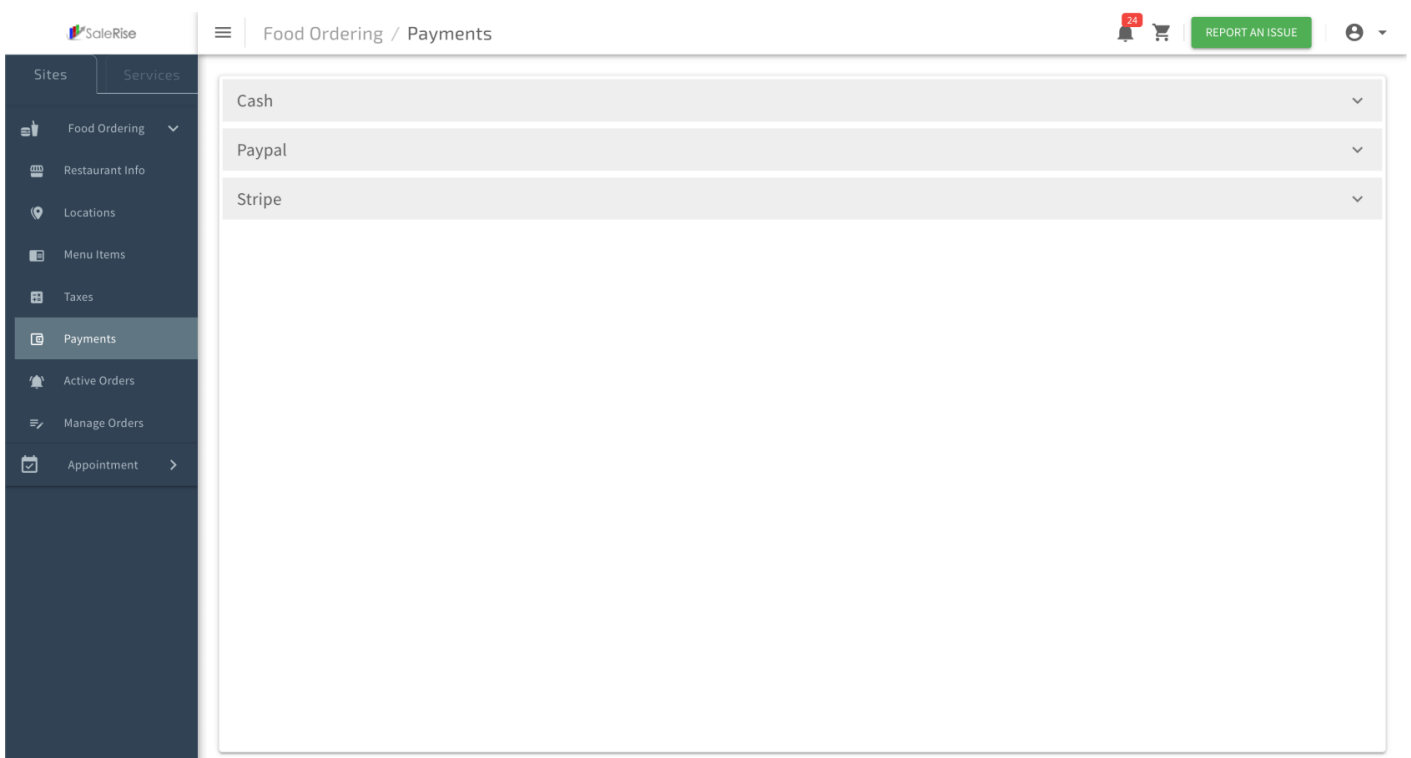 SaleRise
Food Ordering / Payments
24
REPORT AN ISSUE
Sites
Services
Food Ordering
Restaurant Info
Locations
Menu Items
Taxes
Payments
Active Orders
Manage Orders
Appointment
Cash
Paypal
Stripe